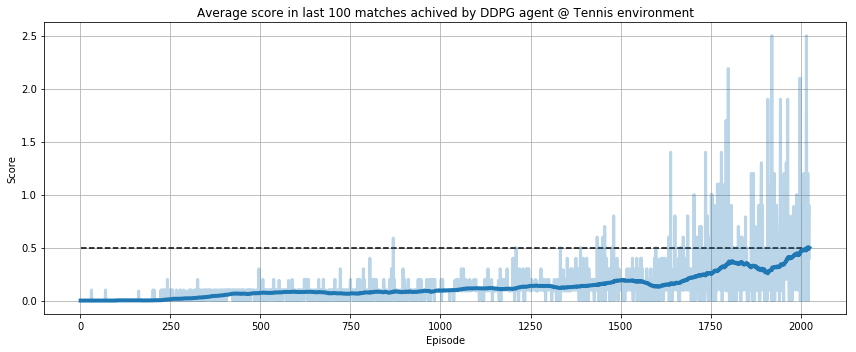 Average score in last 100 matches achived by DDPG agent @ Tennis environment
2.5
2.0
1.5
1.0
0.5
0.0
Score
0 250 500 750 1000 1250 1500 1750 2000
Episode